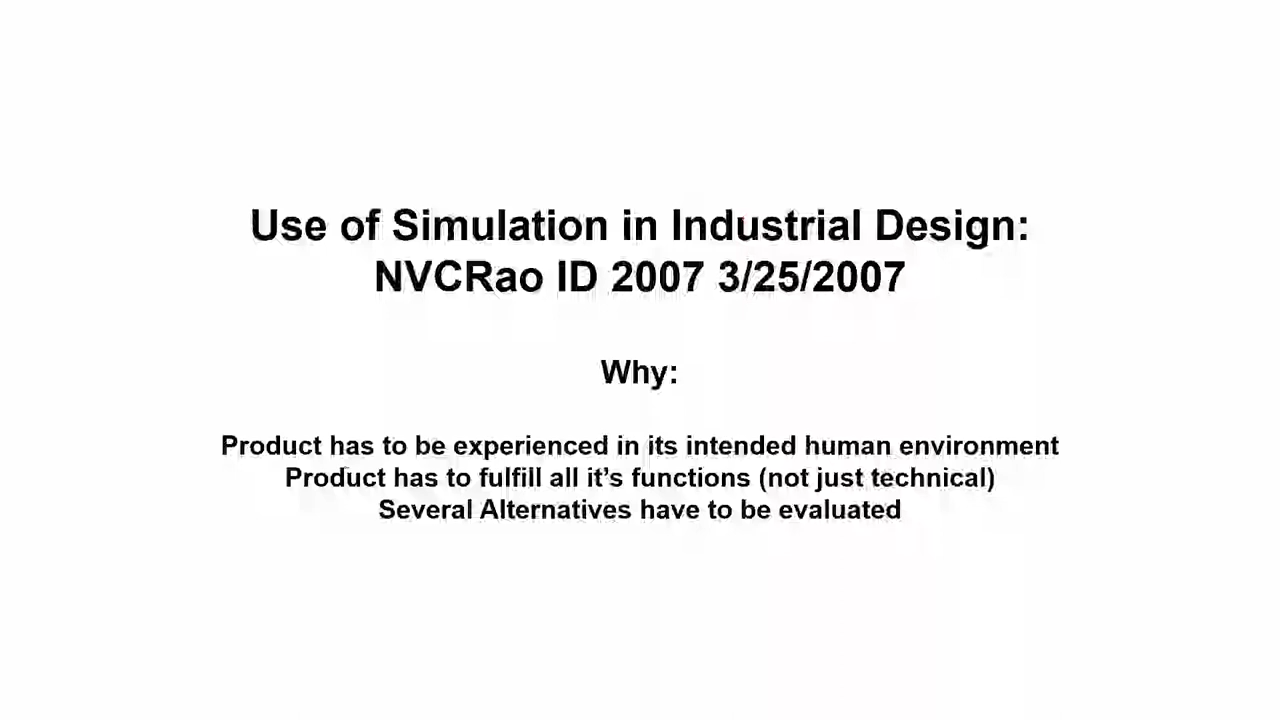 Use of Simulation in Industrial Design:
NVCRao ID 2007 3/25/2007
Why:
Product has to be experienced in its intended human environment
Product has to fulfill all it’s functions (not just technical)
Several Alternatives have to be evaluated